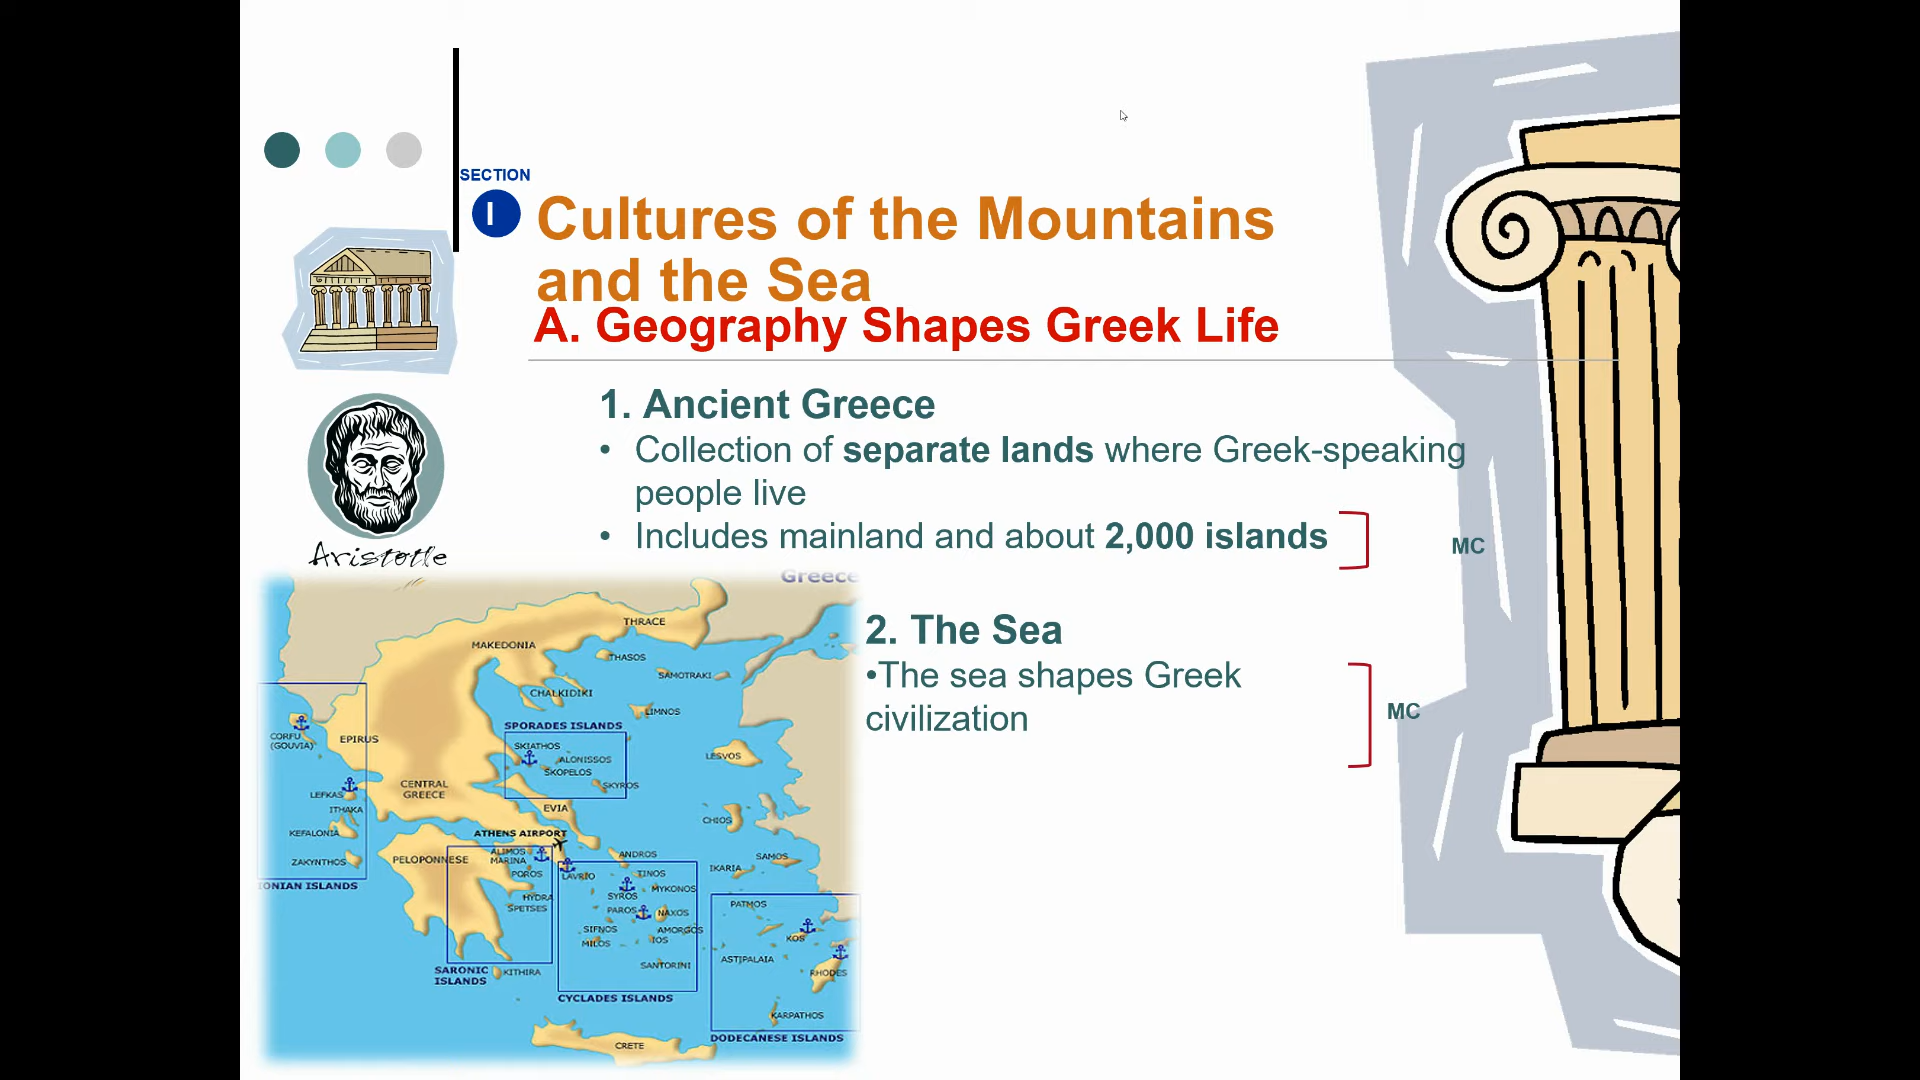 SECTION
I
Cultures of the Mountains
and the Sea
A. Geography Shapes Greek Life
Aristotle
1. Ancient Greece
• Collection of separate lands where Greek-speaking
people live
• Includes mainland and about 2,000 islands
MC
2. The Sea
•The sea shapes Greek
civilization
MC
Greece
THRACE
MAKEDONIA
THASOS
SAMOTRAKI
CHALKIDIKI
LIMNOS
SPORADES ISLANDS
CORFU
(GOUVIA)
EPIRUS
SKIATHOS
ALONISSOS
SKOPELOS
LESVOS
SKYROS
CENTRAL
GREECE
LEFKAS
ITHAKA
EVIA
CHIOS
KEFALONIA
ATHENS AIRPORT
ALIMOS
MARINA
PELOPONNESE
ZAKYNTHOS
ANDROS
SAMOS
IKARIA
POROS
LAVRIO
TINOS
IONIAN ISLANDS
MYKONOS
SYROS
HYDRA
SPETSES
PAROS
NAXOS
PATMOS
SIFNOS
AMORGOS
IOS
MILOS
KOS
ASTIPALAIA
SANTORINI
RHODES
SARONIC
ISLANDS
KITHIRA
CYCLADES ISLANDS
KARPATHOS
DODECANESE ISLANDS
CRETE